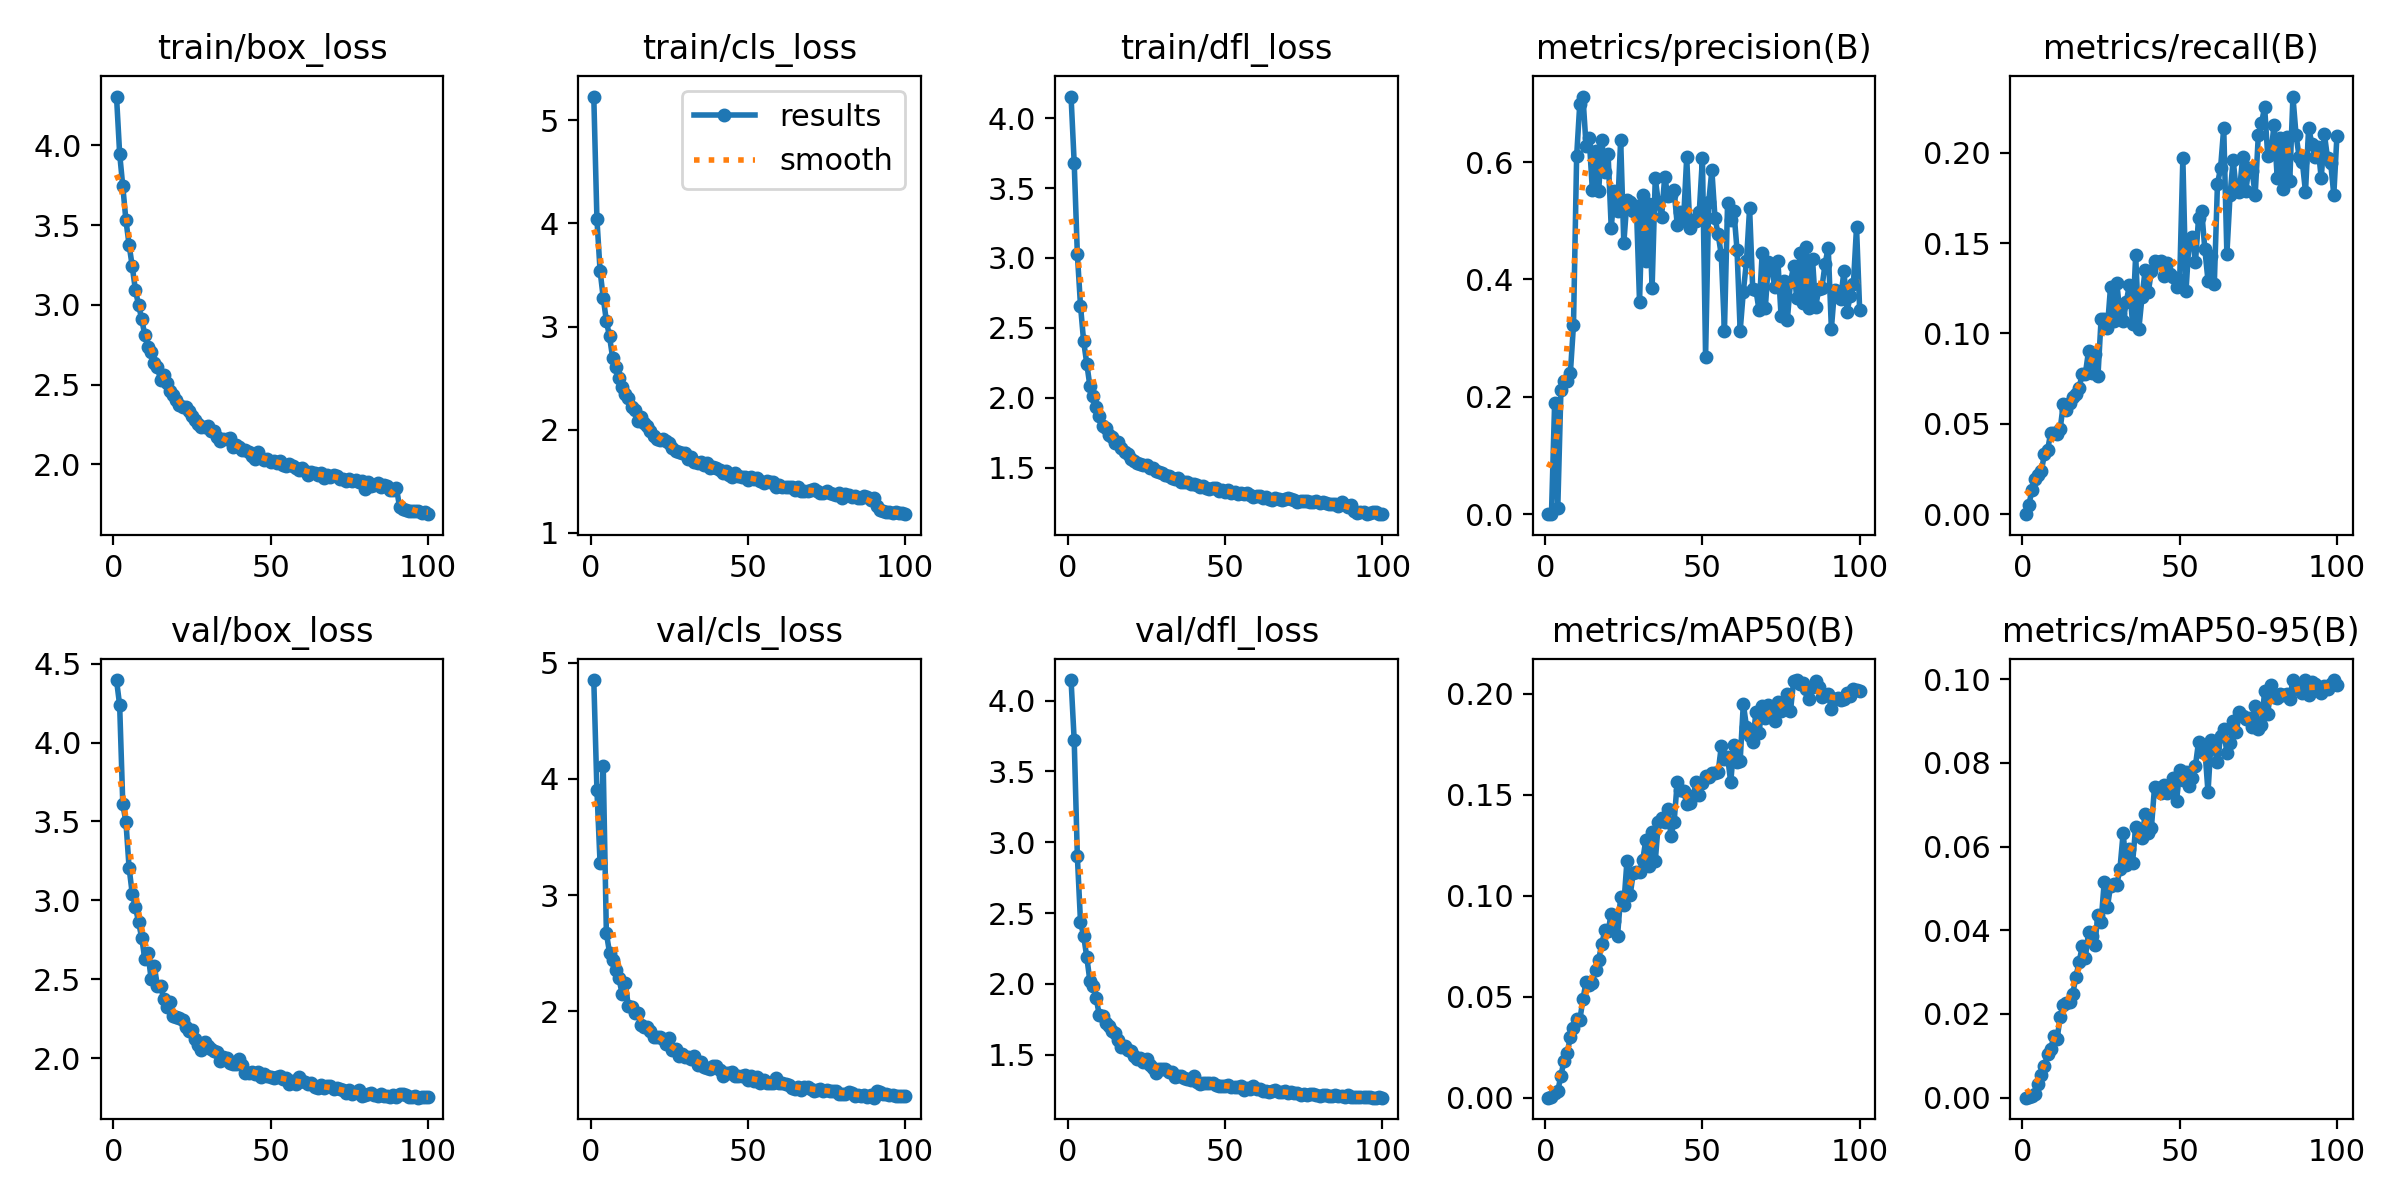 train/box_loss
4.0
3.5
3.0
2.5
2.0
0 50 100
train/cls_loss
results
smooth
5
4
3
2
1
0 50 100
train/dfl_loss
4.0
3.5
3.0
2.5
2.0
1.5
0 50 100
metrics/precision(B)
0.6
0.4
0.2
0.0
0 50 100
metrics/recall(B)
0.20
0.15
0.10
0.05
0.00
0 50 100
val/box_loss
4.5
4.0
3.5
3.0
2.5
2.0
0 50 100
val/cls_loss
5
4
3
2
0 50 100
val/dfl_loss
4.0
3.5
3.0
2.5
2.0
1.5
0 50 100
metrics/mAP50(B)
0.20
0.15
0.10
0.05
0.00
0 50 100
metrics/mAP50-95(B)
0.10
0.08
0.06
0.04
0.02
0.00
0 50 100